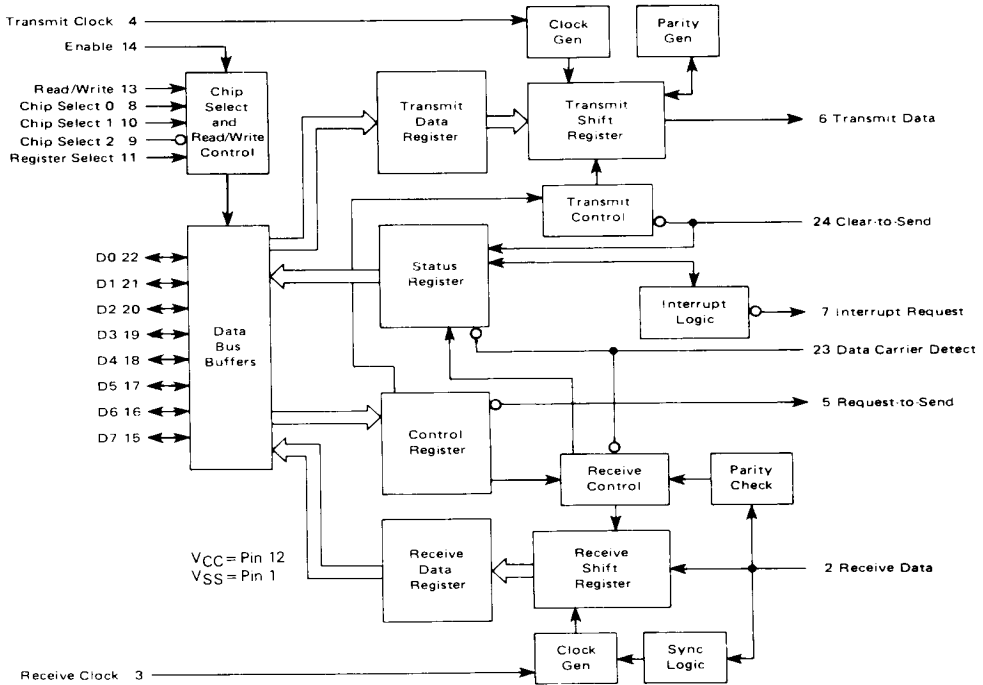 Transmit Clock 4
Enable 14
Read/Write 13
Chip Select 0 8
Chip Select 1 10
Chip Select 2 9
Register Select 11
Chip
Select
and
Read/Write
Control
Clock
Gen
Parity
Gen
Transmit
Data
Register
Transmit
Shift
Register
6 Transmit Data
Transmit
Control
24 Clear-to-Send
Status
Register
Interrupt
Logic
7 Interrupt Request
23 Data Carrier Detect
D0 22
D1 21
D2 20
D3 19
D4 18
D5 17
D6 16
D7 15
Data
Bus
Buffers
5 Request-to-Send
Control
Register
Receive
Control
Parity
Check
VCC = Pin 12
VSS = Pin 1
Receive
Data
Register
Receive
Shift
Register
2 Receive Data
Clock
Gen
Sync
Logic
Receive Clock 3